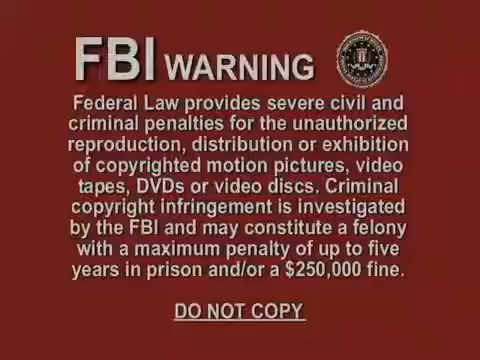 FBI WARNING
Federal Law provides severe civil and
criminal penalties for the unauthorized
reproduction, distribution or exhibition
of copyrighted motion pictures, video
tapes, DVDs or video discs. Criminal
copyright infringement is investigated
by the FBI and may constitute a felony
with a maximum penalty of up to five
years in prison and/or a $250,000 fine.
DO NOT COPY